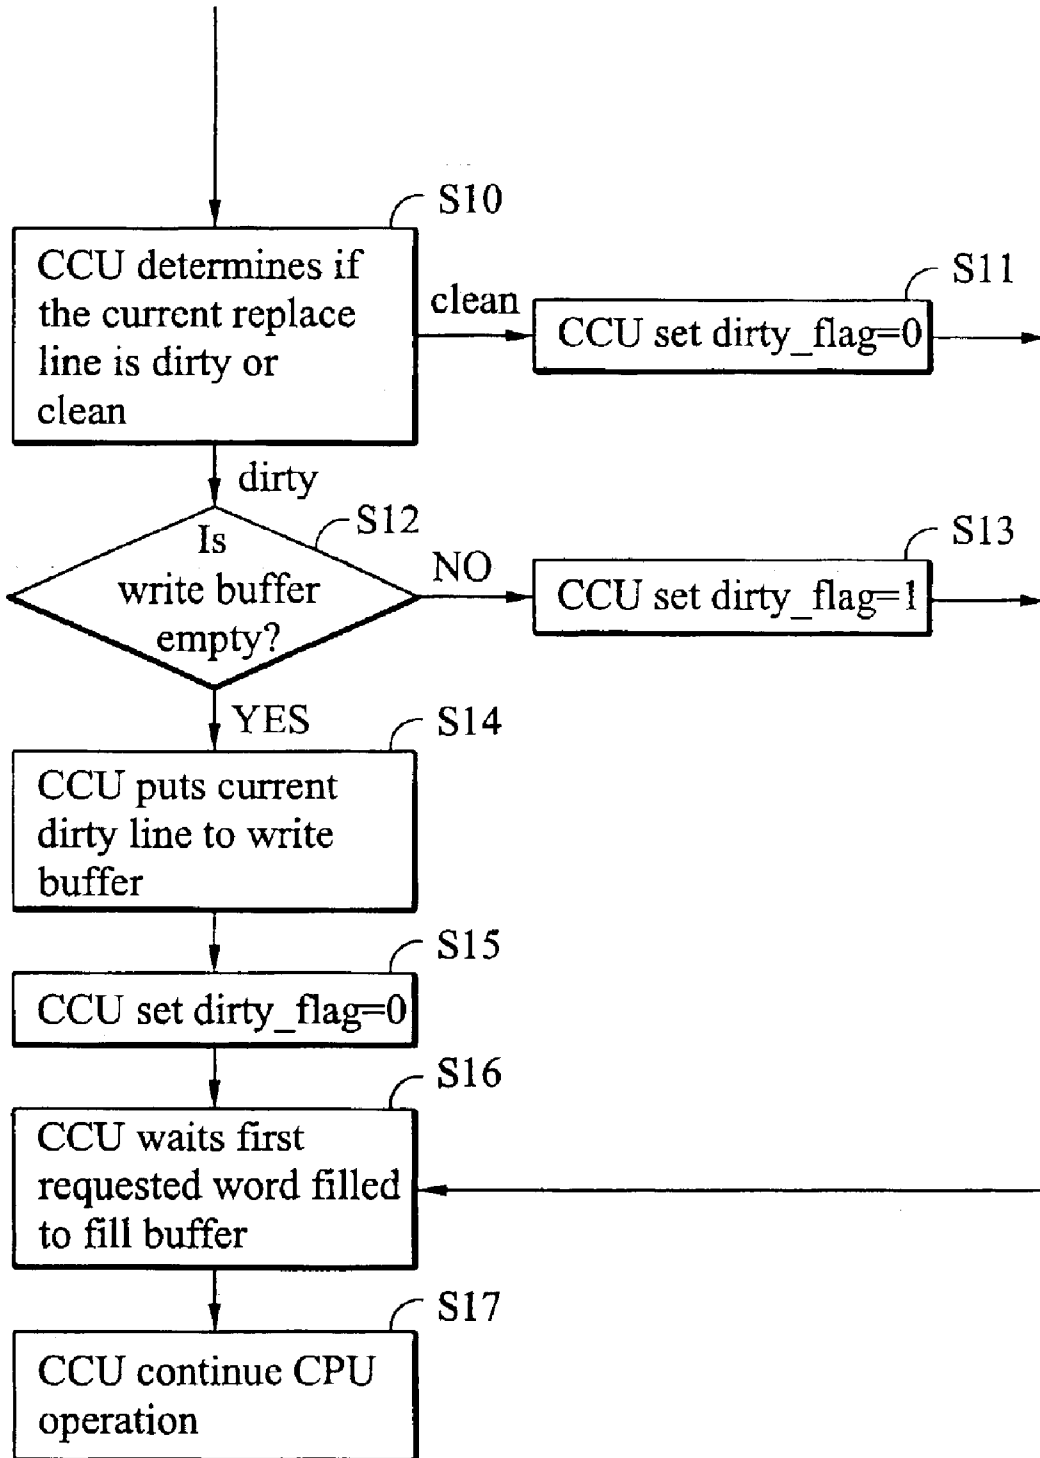 S10
CCU determines if
the current replace
line is dirty or
clean
clean
S11
CCU set dirty_flag=0
dirty
S12
Is
write buffer
empty?
NO
S13
CCU set dirty_flag=1
YES
S14
CCU puts current
dirty line to write
buffer
S15
CCU set dirty_flag=0
S16
CCU waits first
requested word filled
to fill buffer
S17
CCU continue CPU
operation